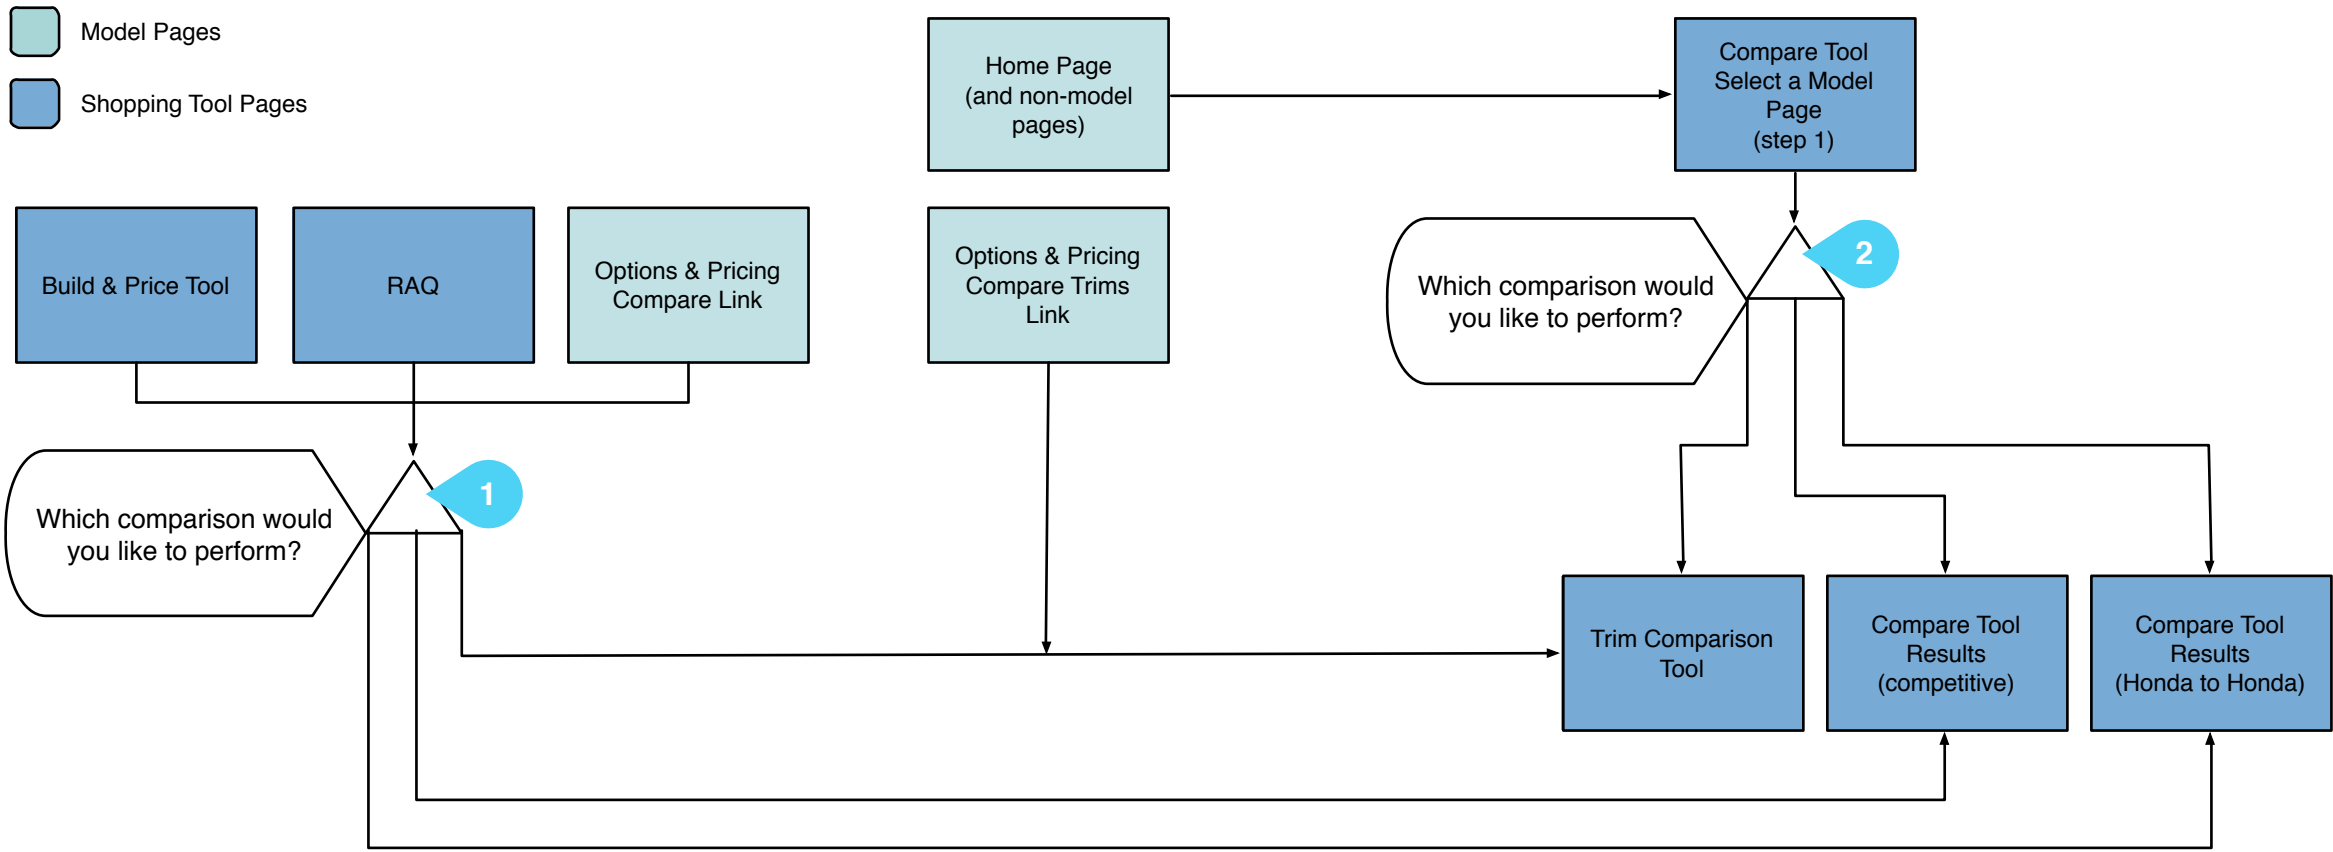 Model Pages
Shopping Tool Pages
Home Page
(and non-model
pages)
Compare Tool
Select a Model
Page
(step 1)
Build & Price Tool
RAQ
Options & Pricing
Compare Link
Options & Pricing
Compare Trims
Link
Which comparison would
you like to perform?
2
Which comparison would
you like to perform?
1
Trim Comparison
Tool
Compare Tool
Results
(competitive)
Compare Tool
Results
(Honda to Honda)